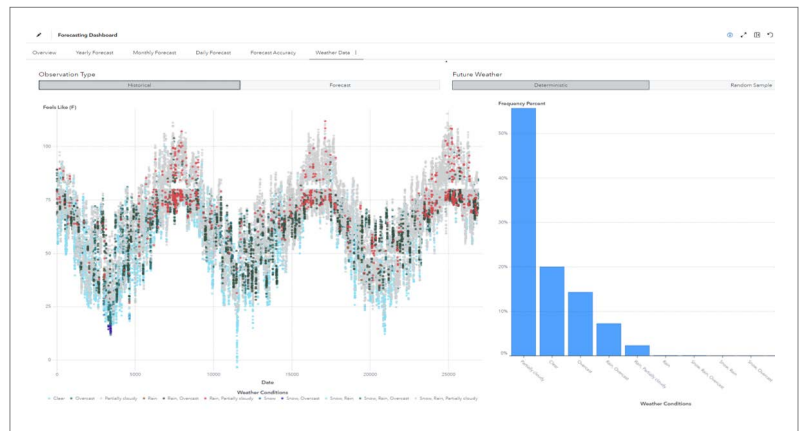 Forecasting Dashboard
Overview Yearly Forecast Monthly Forecast Daily Forecast Forecast Accuracy Weather Data
Observation Type
Historical Forecast
Future Weather
Deterministic Random Sample
Feels Like (F)
100
75
50
25
0
0 5000 10000 15000 20000 25000
Date
Weather Conditions
Clear Overcast Partially cloudy Rain Rain, Overcast Rain, Partially cloudy Snow Snow, Overcast Snow, Rain Snow, Rain, Overcast Snow, Rain, Partially cloudy
Frequency Percent
50%
40%
30%
20%
10%
0%
Partially cloudy
Clear
Overcast
Rain, Overcast
Rain, Partially cloudy
Rain
Snow, Rain, Overcast
Snow, Rain
Snow, Overcast
Weather Conditions